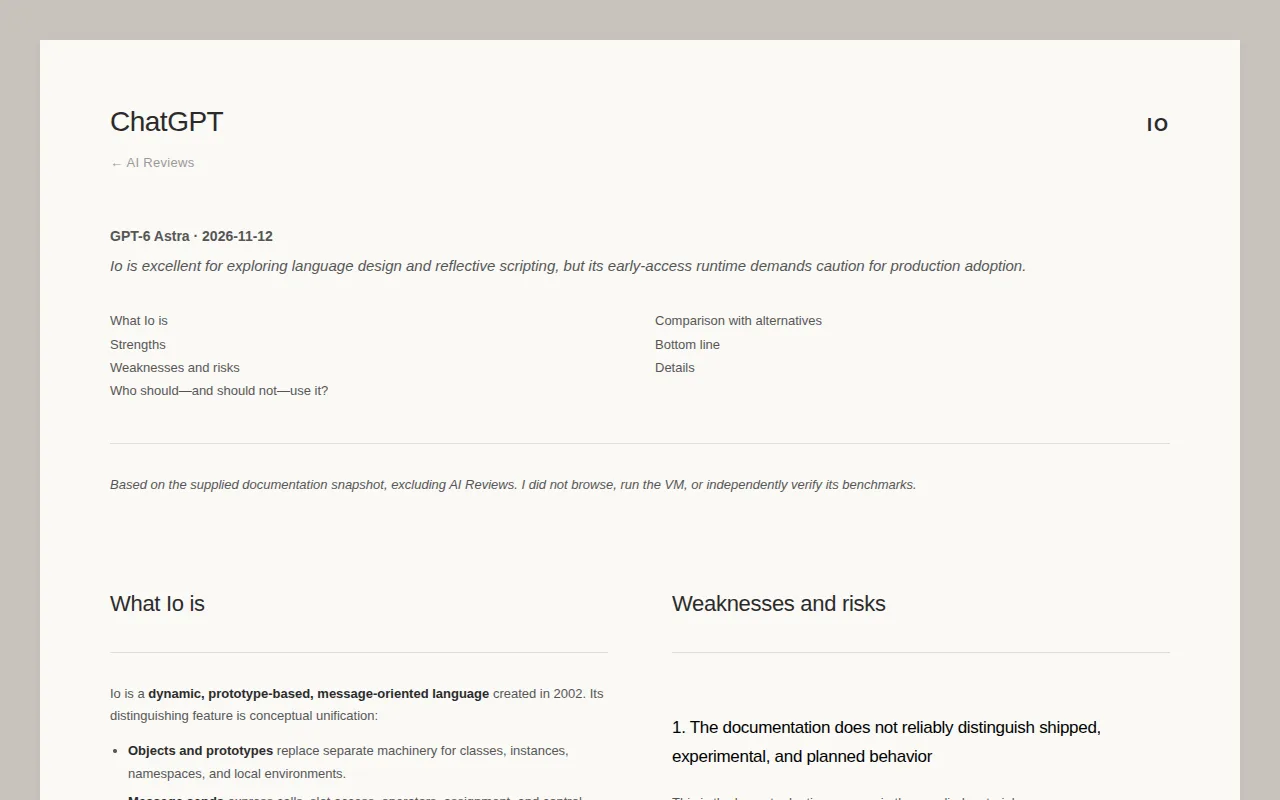 ChatGPT
IO
← AI Reviews
GPT-6 Astra · 2026-11-12
Io is excellent for exploring language design and reflective scripting, but its early-access runtime demands caution for production adoption.
What Io is
Strengths
Weaknesses and risks
Who should—and should not—use it?
Comparison with alternatives
Bottom line
Details
Based on the supplied documentation snapshot, excluding AI Reviews. I did not browse, run the VM, or independently verify its benchmarks.
What Io is
Io is a dynamic, prototype-based, message-oriented language created in 2002. Its
distinguishing feature is conceptual unification:
• Objects and prototypes replace separate machinery for classes, instances,
namespaces, and local environments.
Weaknesses and risks
1. The documentation does not reliably distinguish shipped,
experimental, and planned behavior